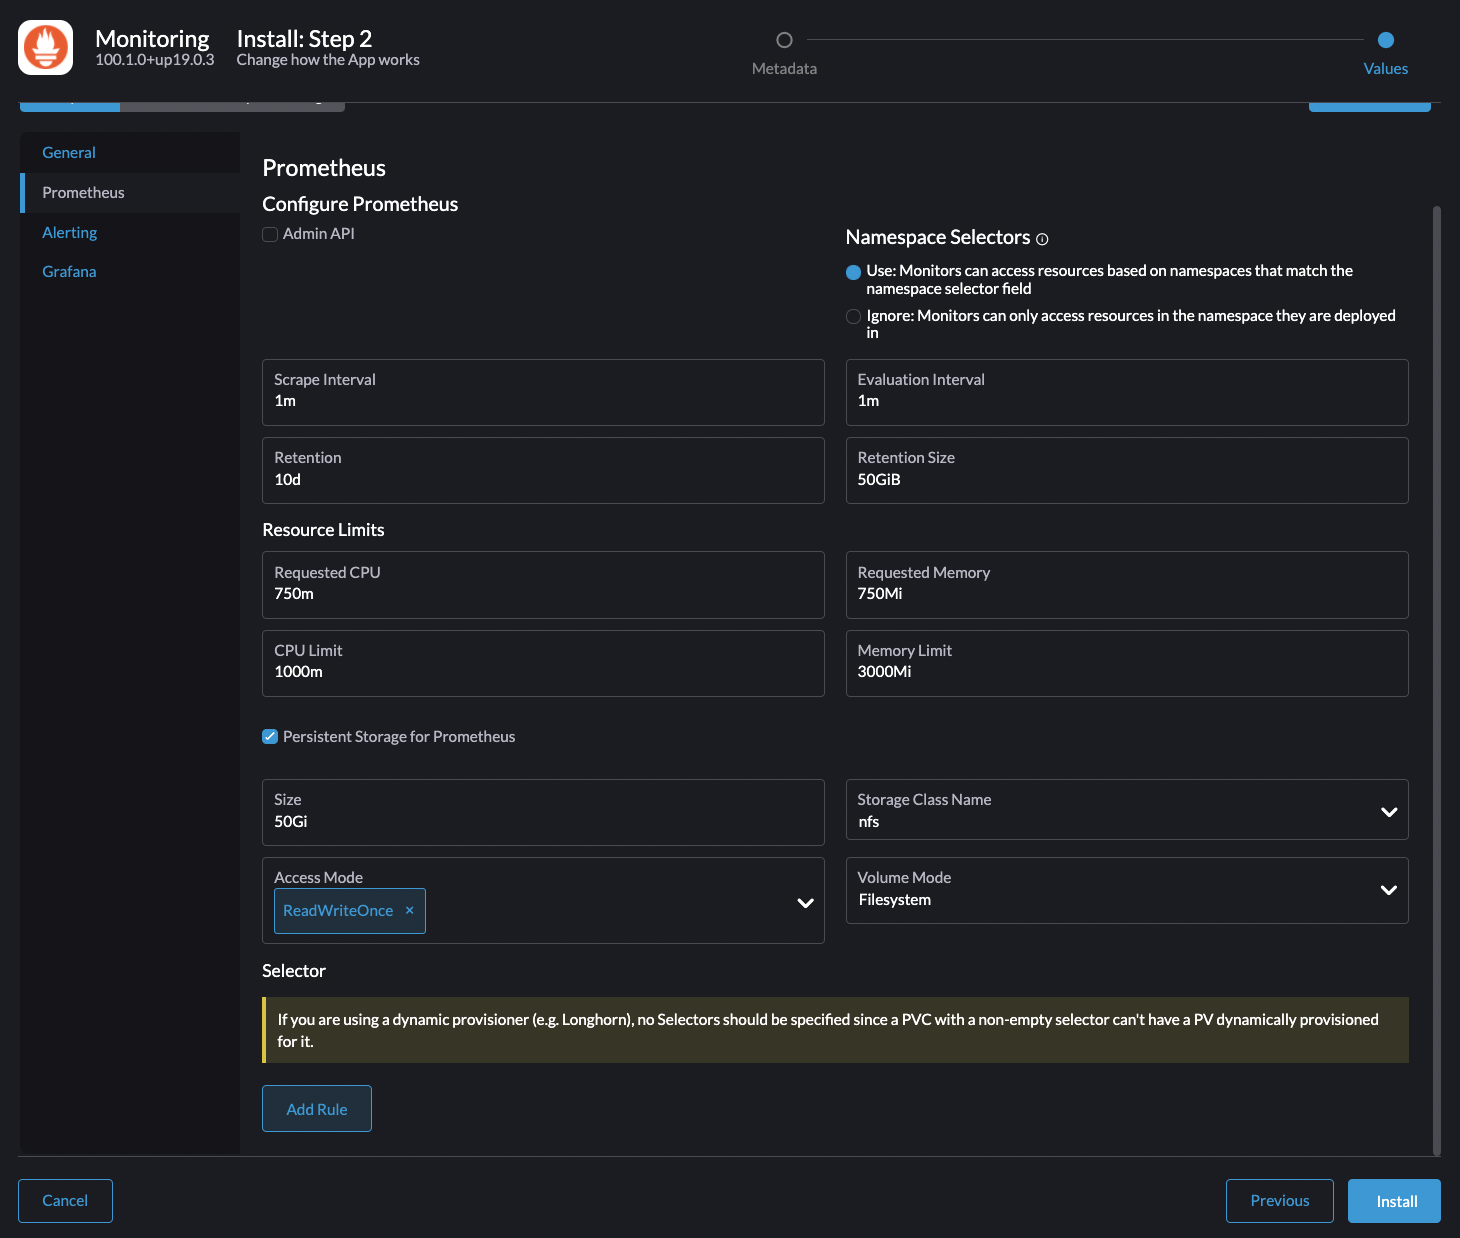 Monitoring
100.1.0+up19.0.3
Install: Step 2
Change how the App works
Metadata
Values
General
Prometheus
Alerting
Grafana
Prometheus
Configure Prometheus
Admin API
Namespace Selectors
Use: Monitors can access resources based on namespaces that match the
namespace selector field
Ignore: Monitors can only access resources in the namespace they are deployed
in
Scrape Interval
1m
Evaluation Interval
1m
Retention
10d
Retention Size
50GiB
Resource Limits
Requested CPU
750m
Requested Memory
750Mi
CPU Limit
1000m
Memory Limit
3000Mi
Persistent Storage for Prometheus
Size
50Gi
Storage Class Name
nfs
Access Mode
ReadWriteOnce ×
Volume Mode
Filesystem
Selector
If you are using a dynamic provisioner (e.g. Longhorn), no Selectors should be specified since a PVC with a non-empty selector can't have a PV dynamically provisioned
for it.
Add Rule
Cancel
Previous
Install